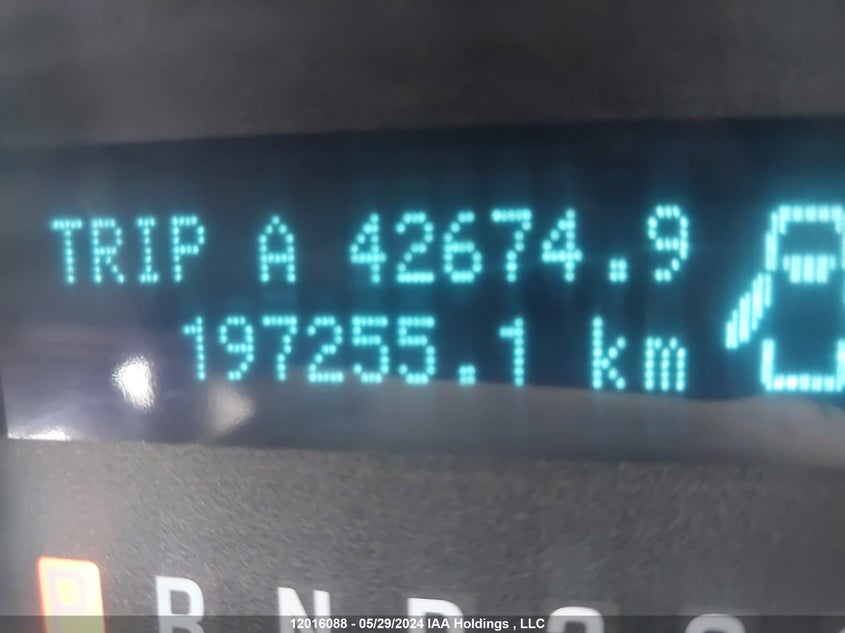 TRIP A 42674.9
197255.1 km
P R N D
12016088 - 05/29/2024 IAA Holdings , LLC